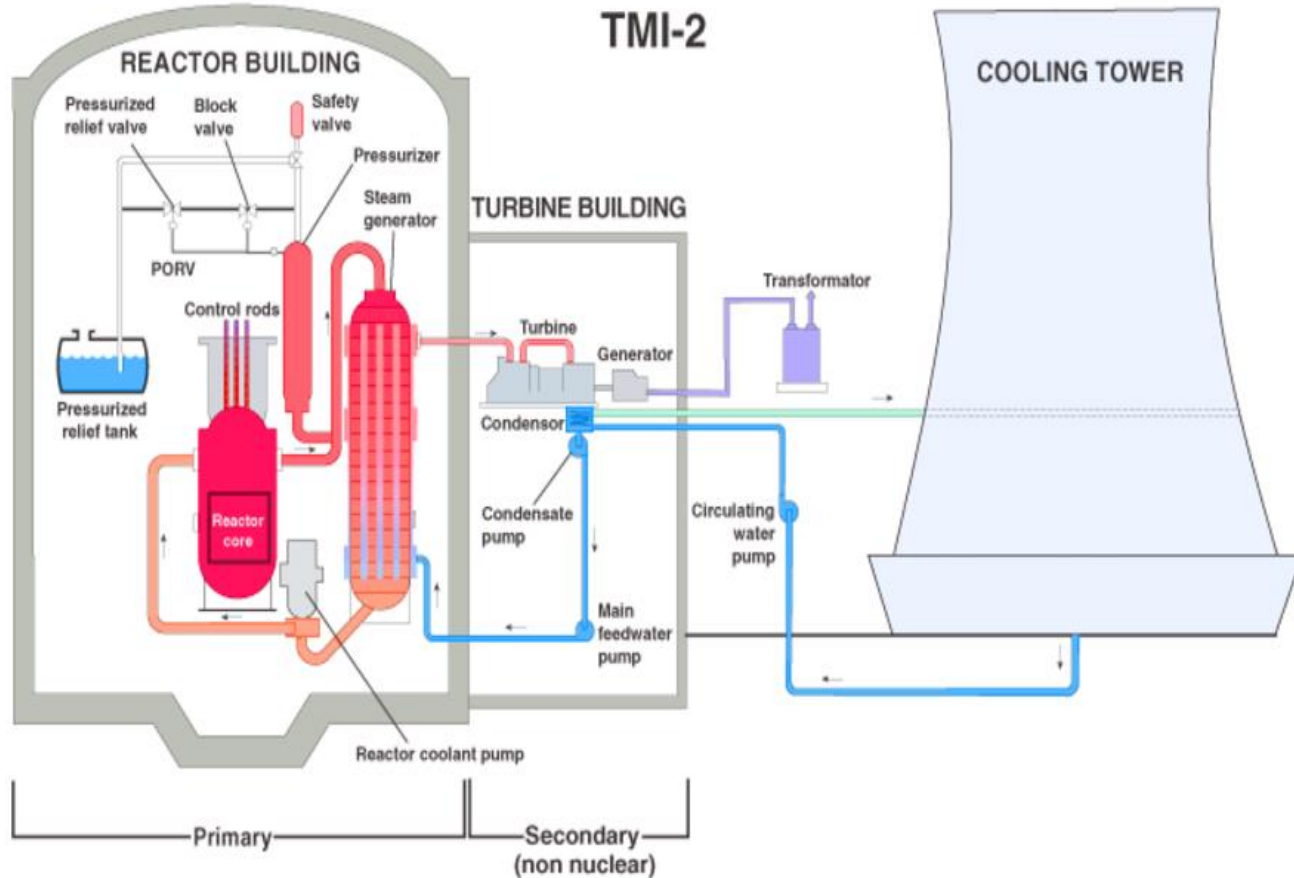 TMI-2
REACTOR BUILDING
COOLING TOWER
Pressurized
relief valve
Block
valve
Safety
valve
Pressurizer
Steam
generator
TURBINE BUILDING
PORV
Control rods
Transformator
Turbine
Generator
Pressurized
relief tank
Condensor
Reactor
core
Condensate
pump
Circulating
water
pump
Main
feedwater
pump
Reactor coolant pump
Primary
Secondary
(non nuclear)